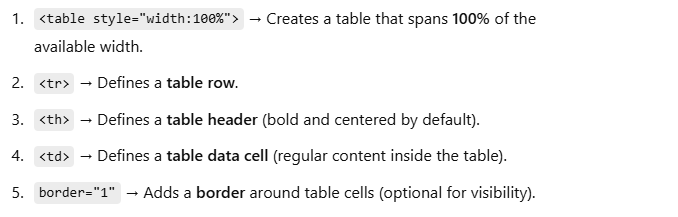 1. <table style="width:100%"> → Creates a table that spans 100% of the
available width.
2. <tr> → Defines a table row.
3. <th> → Defines a table header (bold and centered by default).
4. <td> → Defines a table data cell (regular content inside the table).
5. border="1" → Adds a border around table cells (optional for visibility).